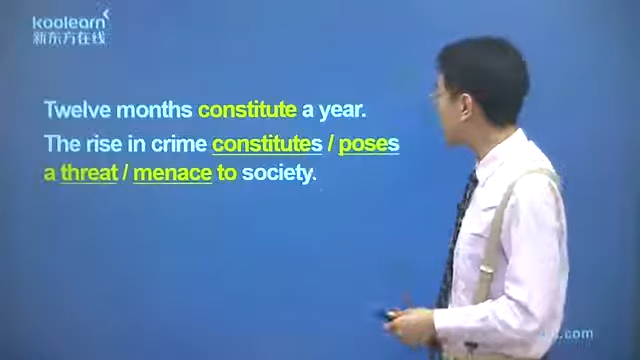 koolearn
新东方在线
Twelve months constitute a year.
The rise in crime constitutes / poses
a threat / menace to society.
.com